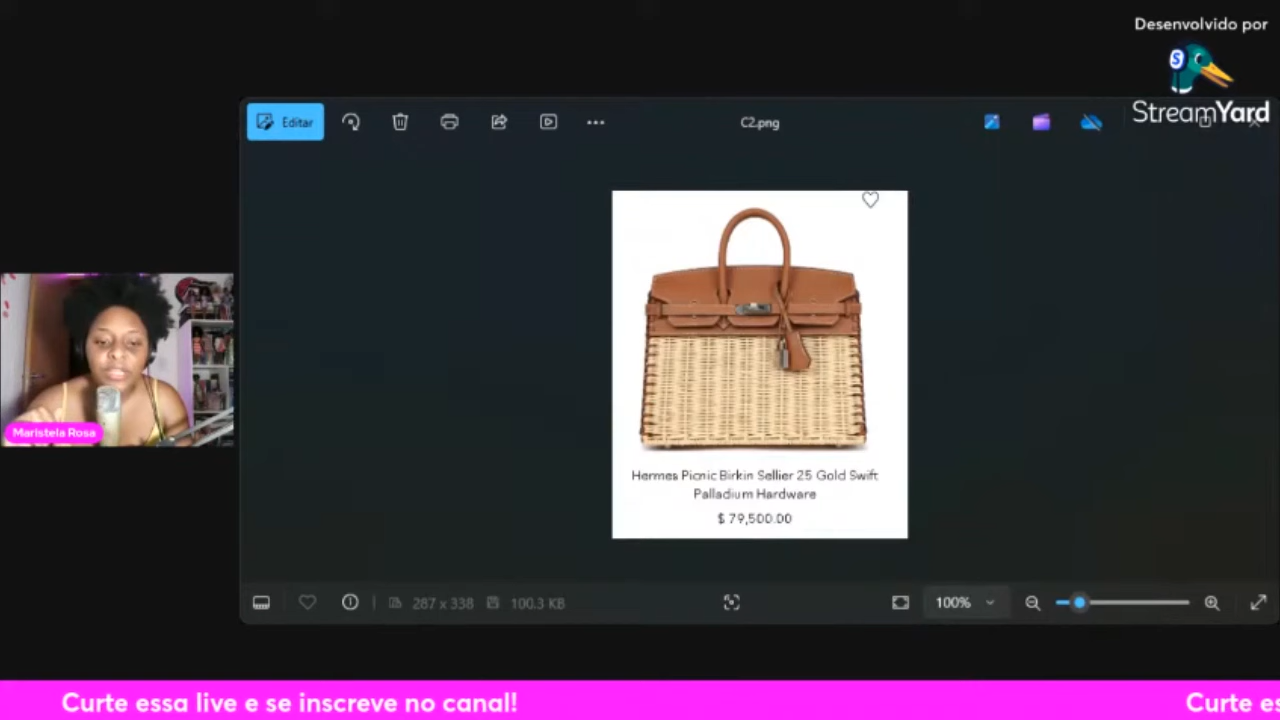 Desenvolvido por
S
StreamYard
Editar
C2.png
Hermes Picnic Birkin Sellier 25 Gold Swift
Palladium Hardware
$ 79,500.00
Maristela Rosa
287 x 338
100.3 KB
100%
Curte essa live e se inscreve no canal!
Curte es